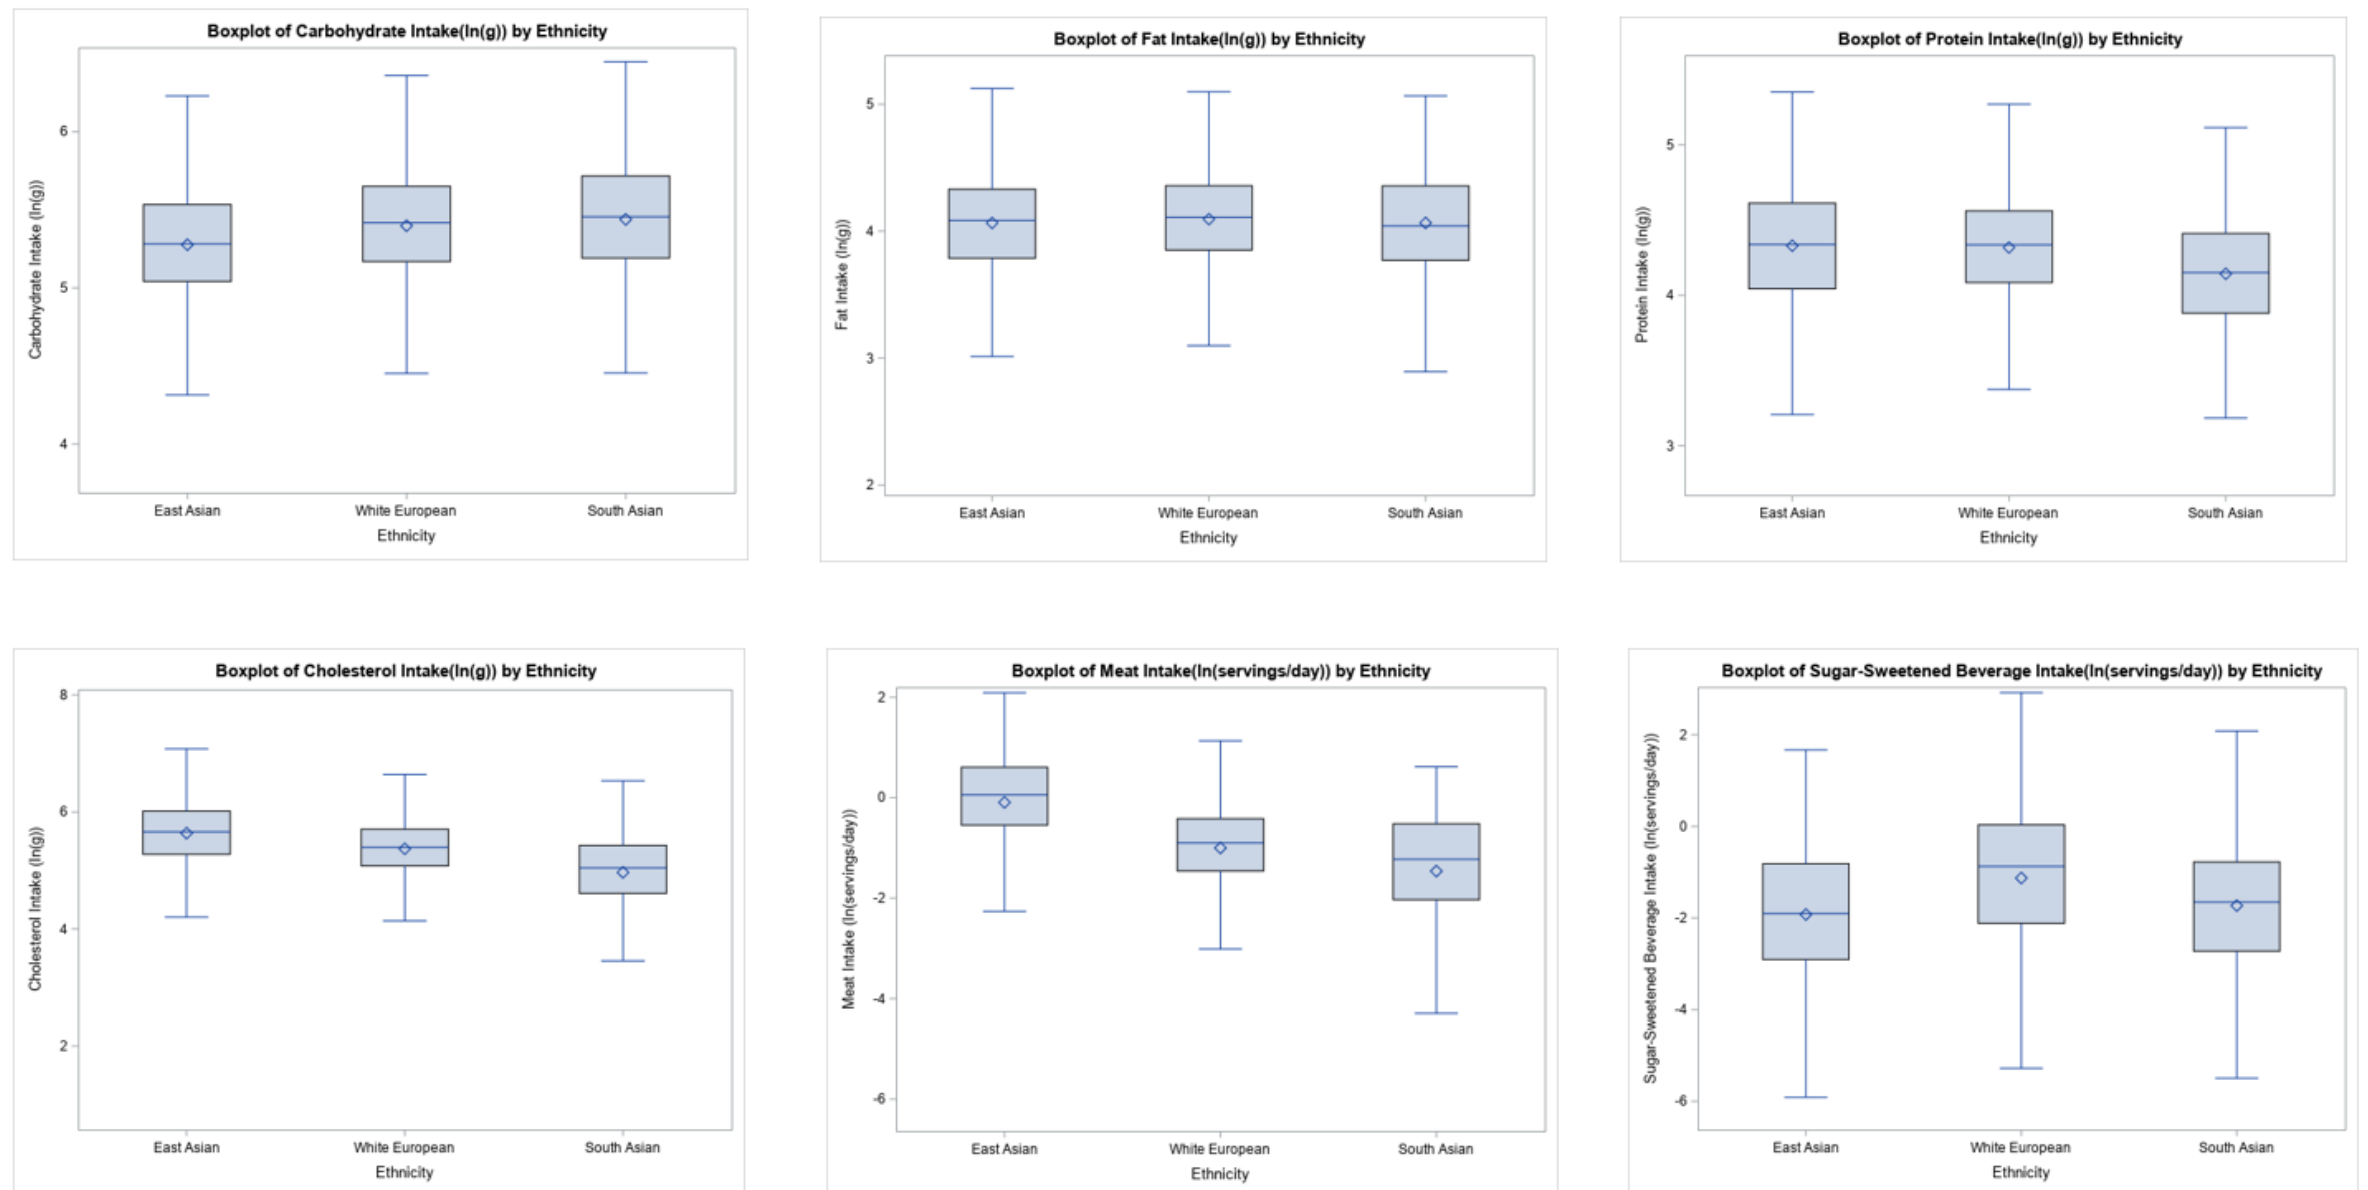 Boxplot of Carbohydrate Intake(ln(g)) by Ethnicity
Carbohydrate Intake (ln(g))
6
5
4
East Asian
White European
South Asian
Ethnicity
Boxplot of Fat Intake(ln(g)) by Ethnicity
Fat Intake (ln(g))
5
4
3
2
East Asian
White European
South Asian
Ethnicity
Boxplot of Protein Intake(ln(g)) by Ethnicity
Protein Intake (ln(g))
5
4
3
East Asian
White European
South Asian
Ethnicity
Boxplot of Cholesterol Intake(ln(g)) by Ethnicity
Cholesterol Intake (ln(g))
8
6
4
2
East Asian
White European
South Asian
Ethnicity
Boxplot of Meat Intake(ln(servings/day)) by Ethnicity
Meat Intake (ln(servings/day))
2
0
-2
-4
-6
East Asian
White European
South Asian
Ethnicity
Boxplot of Sugar-Sweetened Beverage Intake(ln(servings/day)) by Ethnicity
Sugar-Sweetened Beverage Intake (ln(servings/day))
2
0
-2
-4
-6
East Asian
White European
South Asian
Ethnicity